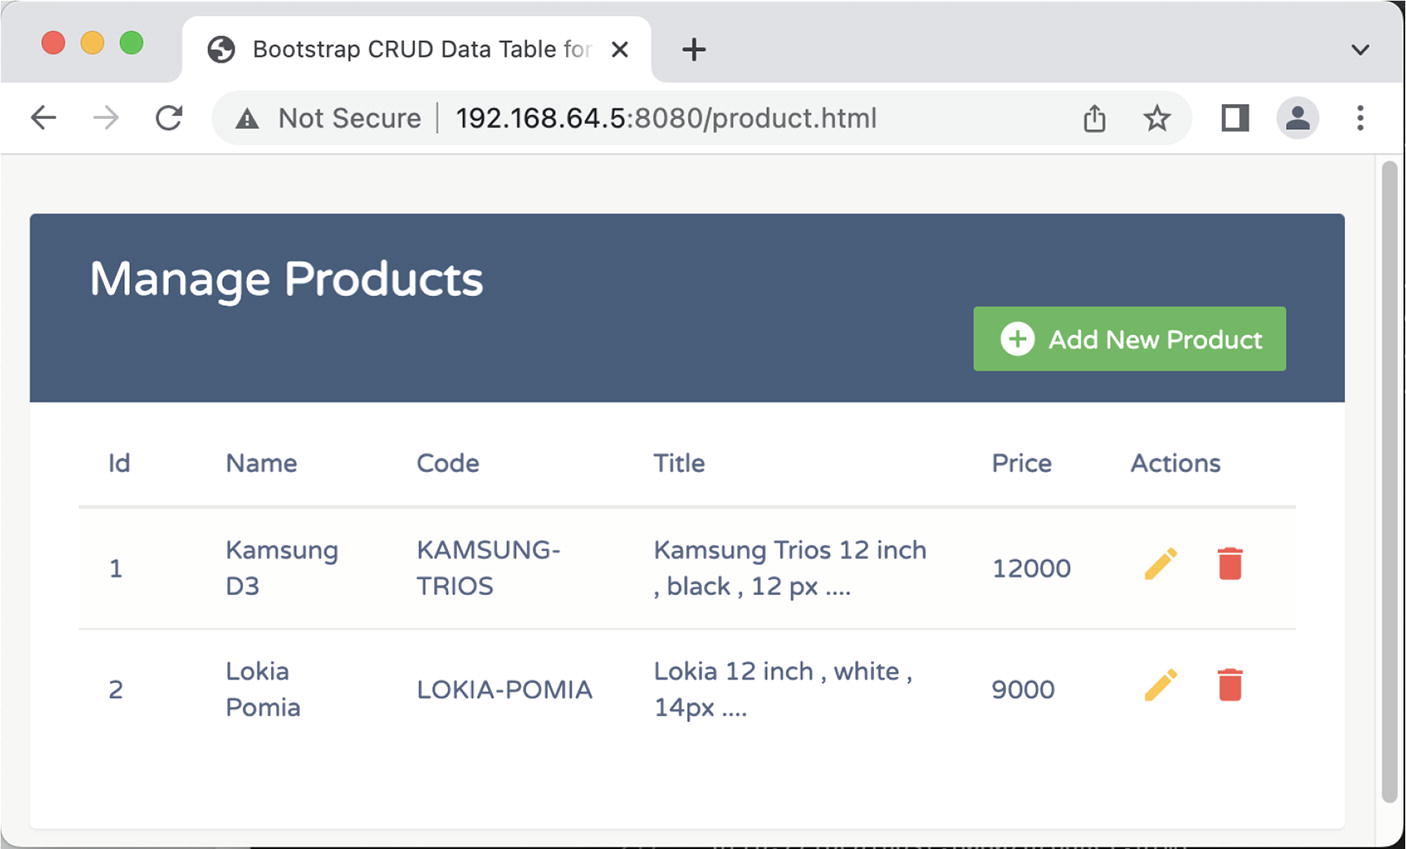 Bootstrap CRUD Data Table for
Not Secure 192.168.64.5:8080/product.html
Manage Products
Add New Product
Id Name Code Title Price Actions
1 Kamsung D3 KAMSUNG-TRIOS Kamsung Trios 12 inch , black , 12 px .... 12000
2 Lokia Pomia LOKIA-POMIA Lokia 12 inch , white , 14px .... 9000